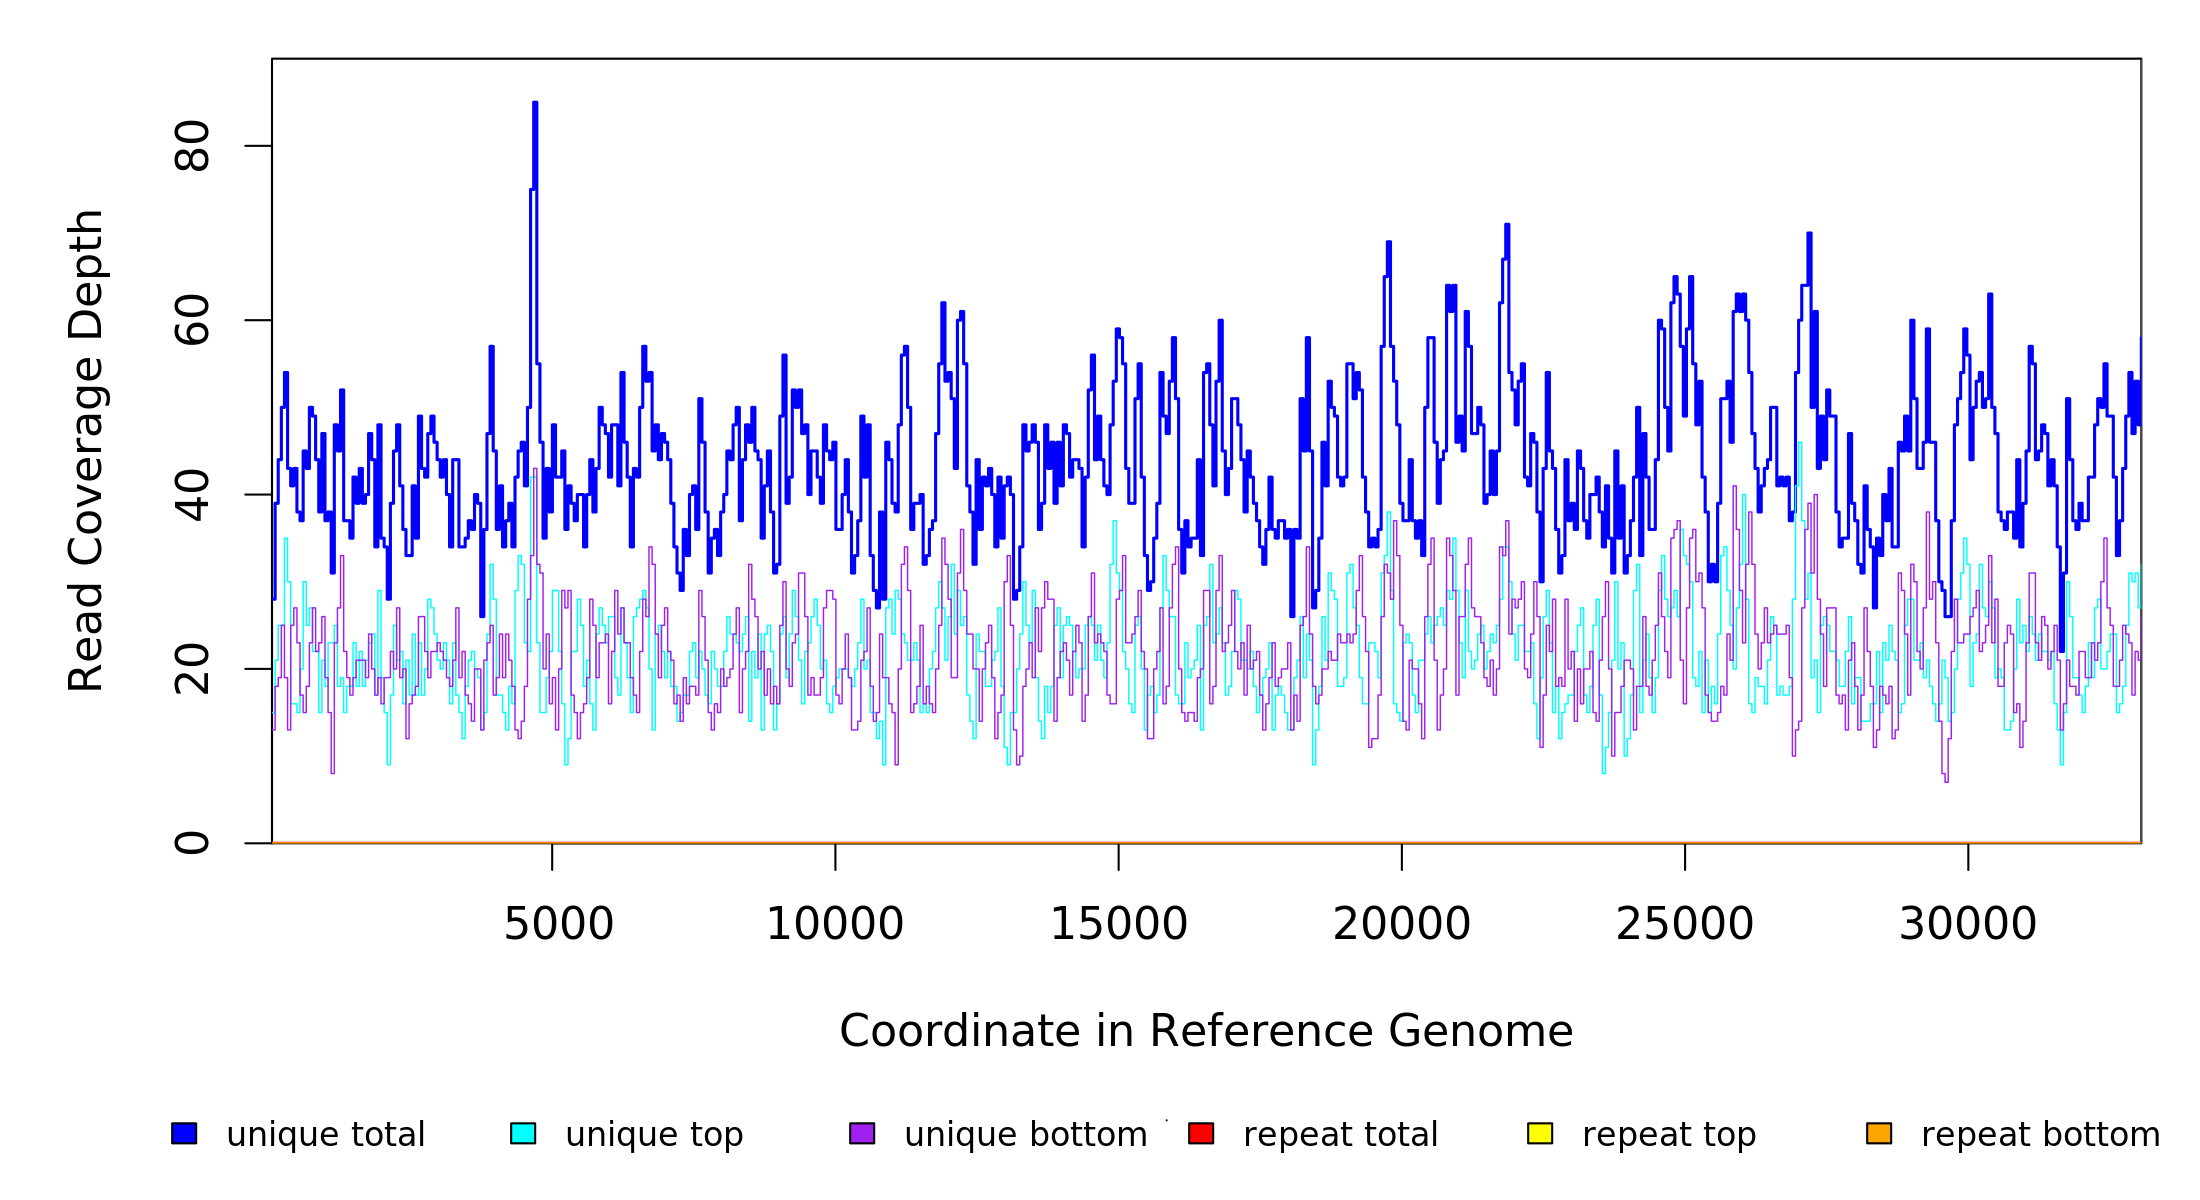 Read Coverage Depth
80
60
40
20
0
5000 10000 15000 20000 25000 30000
Coordinate in Reference Genome
unique total unique top unique bottom repeat total repeat top repeat bottom